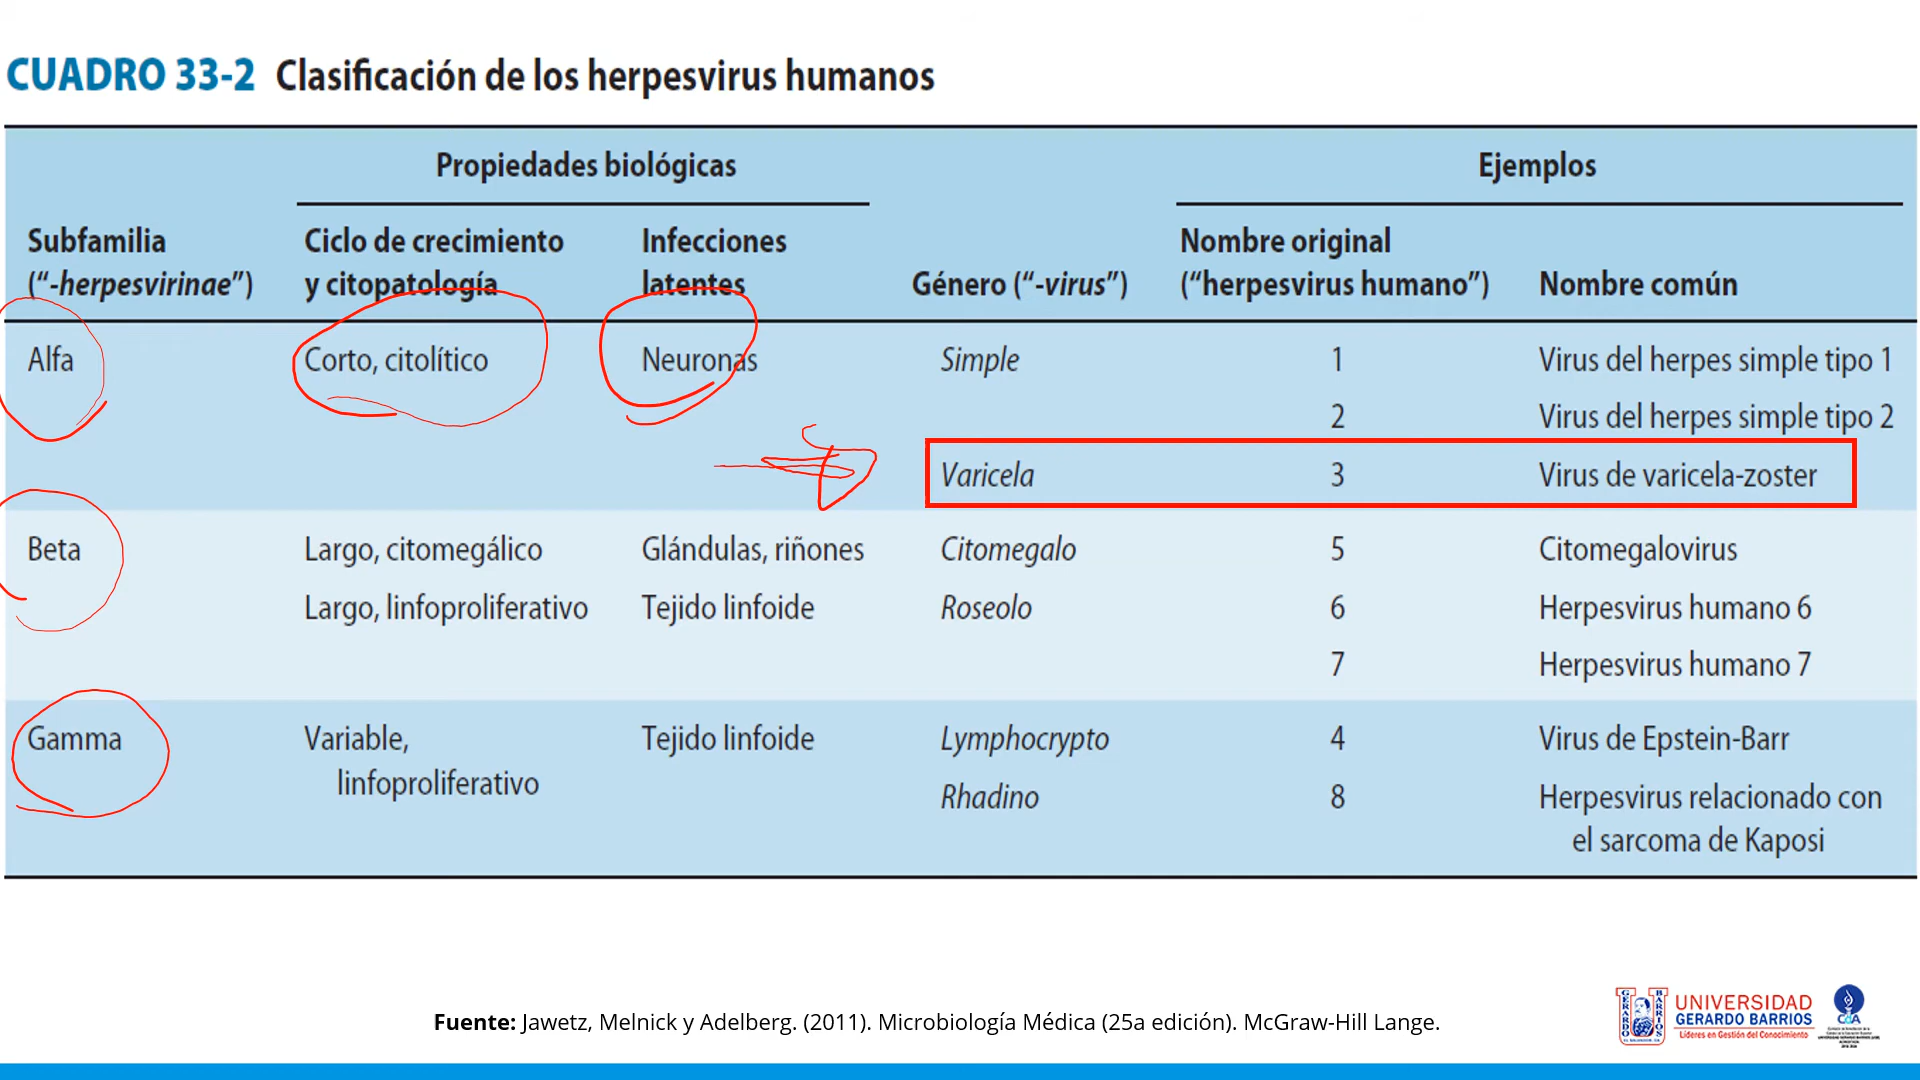 CUADRO 33-2 Clasificación de los herpesvirus humanos
Propiedades biológicas Ejemplos
Subfamilia Ciclo de crecimiento Infecciones Nombre original
(“-herpesvirinae”) y citopatología latentes Género (“-virus”) (“herpesvirus humano”) Nombre común
Alfa Corto, citolítico Neuronas Simple 1 Virus del herpes simple tipo 1
2 Virus del herpes simple tipo 2
Varicela 3 Virus de varicela-zoster
Beta Largo, citomegálico Glándulas, riñones Citomegalo 5 Citomegalovirus
Largo, linfoproliferativo Tejido linfoide Roseolo 6 Herpesvirus humano 6
7 Herpesvirus humano 7
Gamma Variable, Tejido linfoide Lymphocrypto 4 Virus de Epstein-Barr
linfoproliferativo
Rhadino 8 Herpesvirus relacionado con
el sarcoma de Kaposi
Fuente: Jawetz, Melnick y Adelberg. (2011). Microbiología Médica (25a edición). McGraw-Hill Lange.
GERARDO BARRIOS
UNIVERSIDAD
GERARDO BARRIOS
Líderes en Gestión del Conocimiento